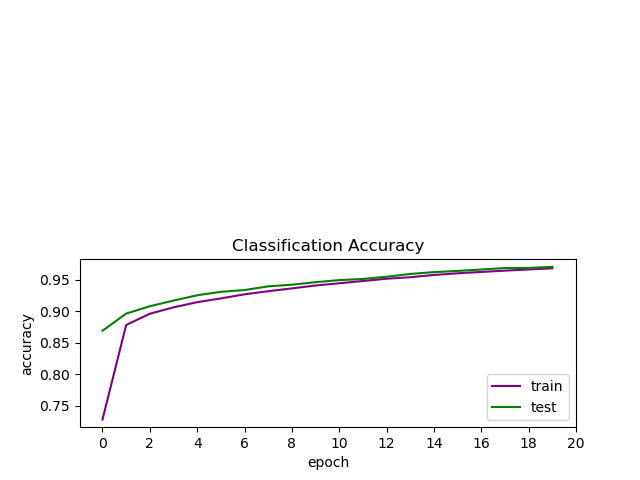 Classification Accuracy
accuracy
0.95
0.90
0.85
0.80
0.75
train
test
0 2 4 6 8 10 12 14 16 18 20
epoch